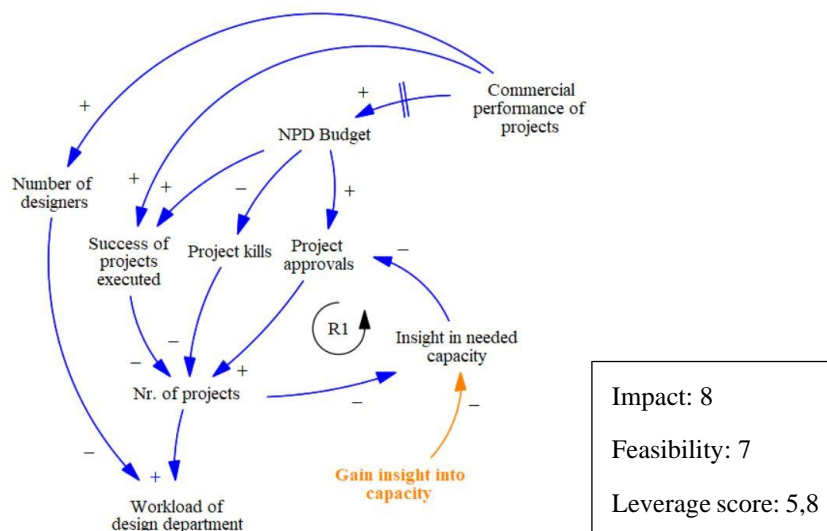 Commercial
performance of
projects
+
+
NPD Budget
Number of
designers
+
+
–
+
Success of
projects
executed
Project kills
Project
approvals
–
R1
Insight in needed
capacity
–
–
+
Nr. of projects
–
–
Gain insight into
capacity
–
+
Workload of
design department
Impact: 8
Feasibility: 7
Leverage score: 5,8